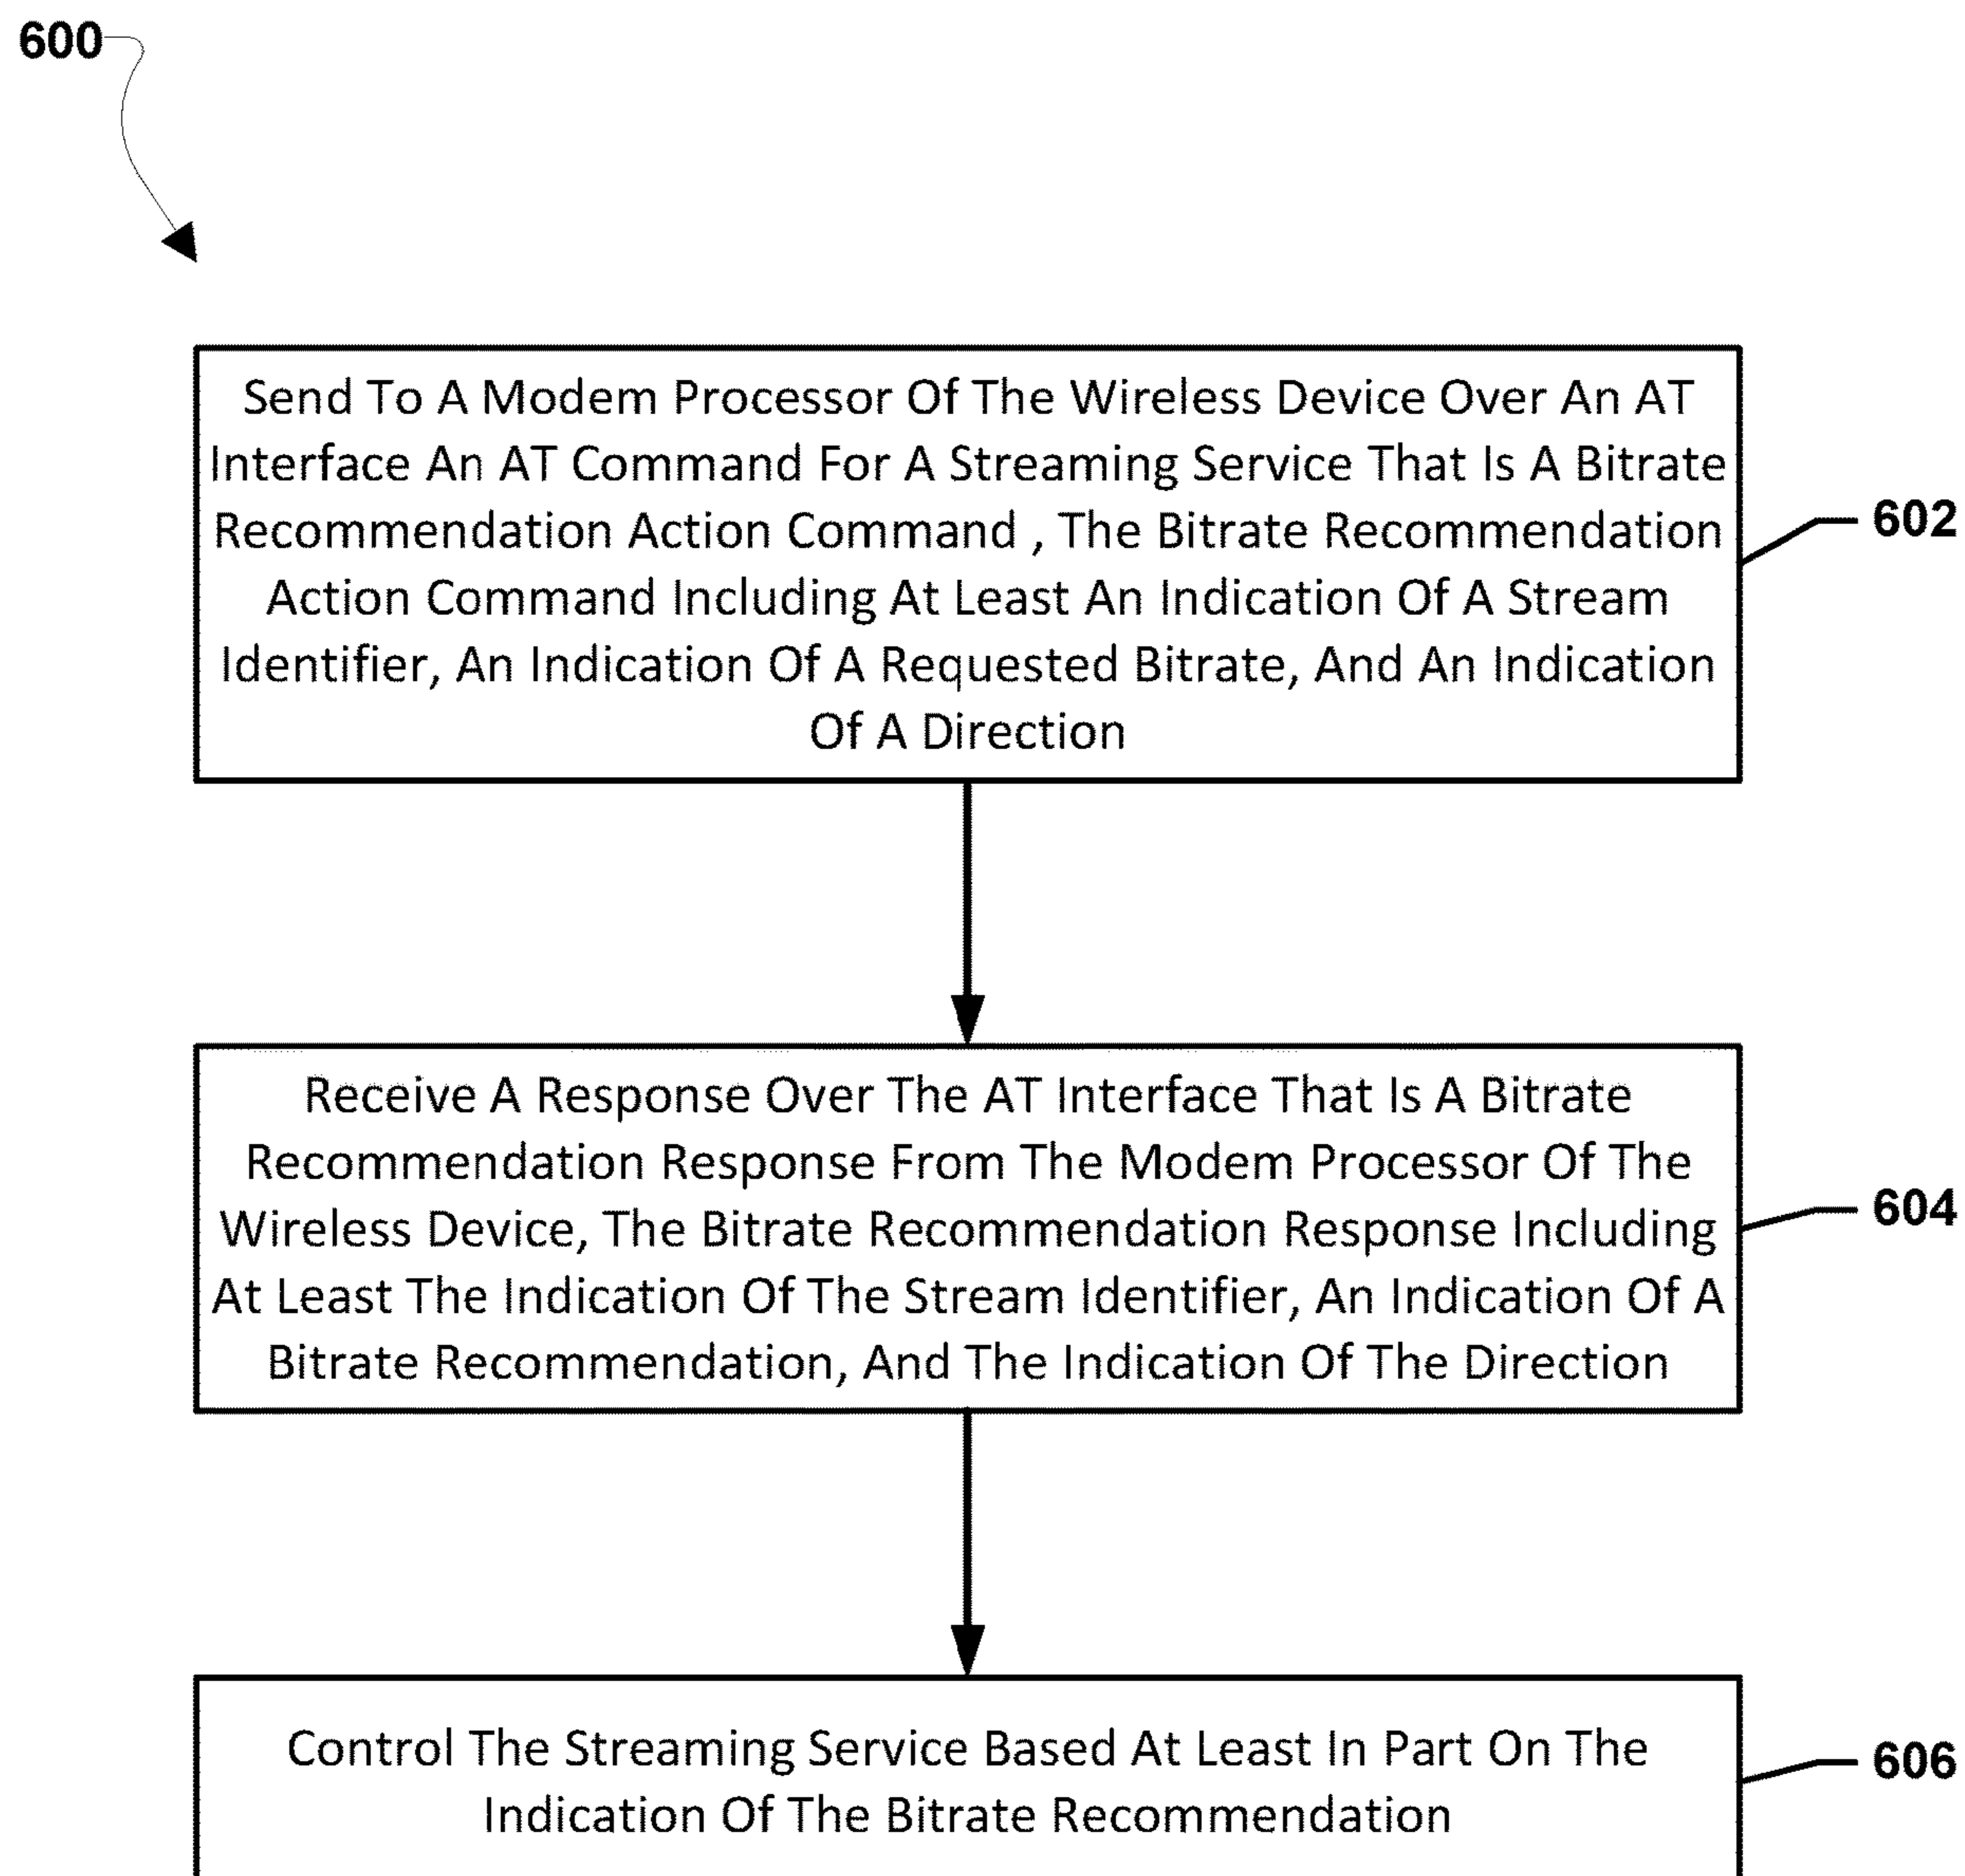 600
Send To A Modem Processor Of The Wireless Device Over An AT
Interface An AT Command For A Streaming Service That Is A Bitrate
Recommendation Action Command , The Bitrate Recommendation
Action Command Including At Least An Indication Of A Stream
Identifier, An Indication Of A Requested Bitrate, And An Indication
Of A Direction
602
Receive A Response Over The AT Interface That Is A Bitrate
Recommendation Response From The Modem Processor Of The
Wireless Device, The Bitrate Recommendation Response Including
At Least The Indication Of The Stream Identifier, An Indication Of A
Bitrate Recommendation, And The Indication Of The Direction
604
Control The Streaming Service Based At Least In Part On The
Indication Of The Bitrate Recommendation
606